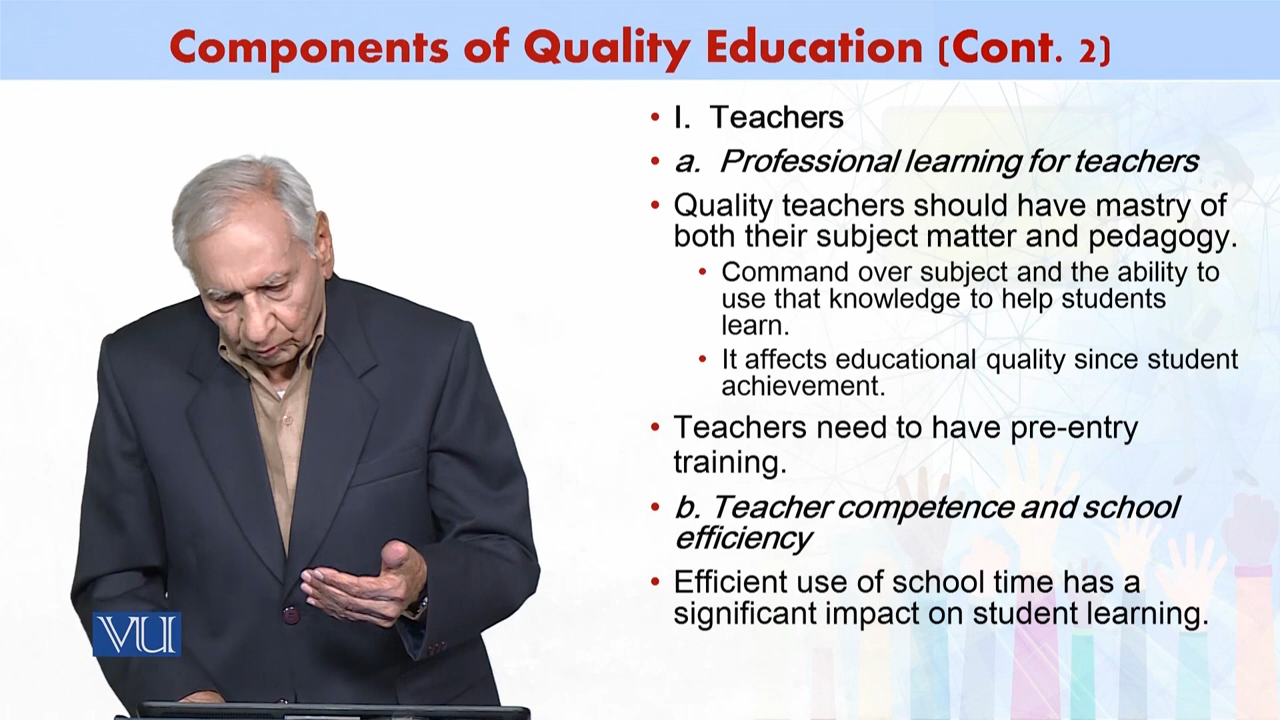 Components of Quality Education (Cont. 2)
• I. Teachers
• a. Professional learning for teachers
• Quality teachers should have mastry of
both their subject matter and pedagogy.
• Command over subject and the ability to
use that knowledge to help students
learn.
• It affects educational quality since student
achievement.
• Teachers need to have pre-entry
training.
• b. Teacher competence and school
efficiency
• Efficient use of school time has a
significant impact on student learning.
VU